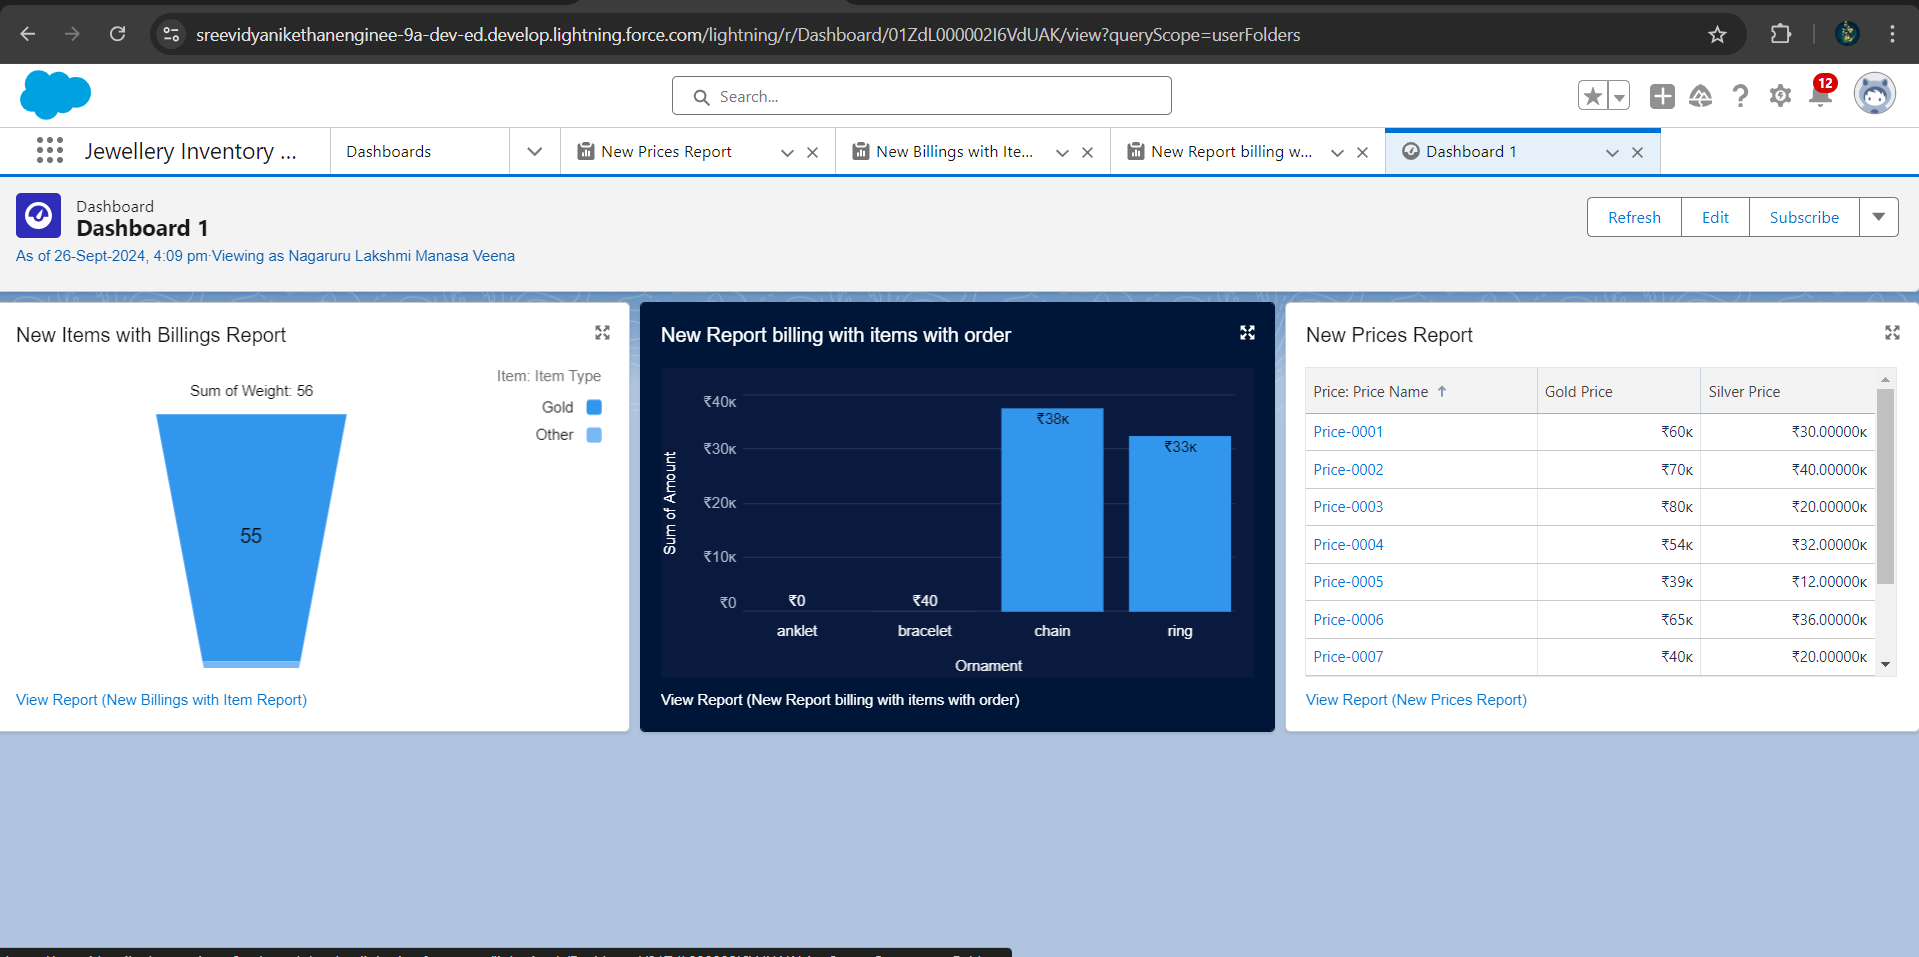 sreevidyanikethanenginee-9a-dev-ed.develop.lightning.force.com/lightning/r/Dashboard/01ZdL000002I6VdUAK/view?queryScope=userFolders
Search...
12
Jewellery Inventory ...
Dashboards
New Prices Report
New Billings with Ite...
New Report billing w...
Dashboard 1
Dashboard
Dashboard 1
As of 26-Sept-2024, 4:09 pm·Viewing as Nagaruru Lakshmi Manasa Veena
Refresh
Edit
Subscribe
New Items with Billings Report
Sum of Weight: 56
Item: Item Type
Gold
Other
55
View Report (New Billings with Item Report)
New Report billing with items with order
Sum of Amount
₹40K
₹30K
₹20K
₹10K
₹0
₹0
₹40
₹38K
₹33K
anklet
bracelet
chain
ring
Ornament
View Report (New Report billing with items with order)
New Prices Report
Price: Price Name ↑ Gold Price Silver Price
Price-0001 ₹60K ₹30.00000K
Price-0002 ₹70K ₹40.00000K
Price-0003 ₹80K ₹20.00000K
Price-0004 ₹54K ₹32.00000K
Price-0005 ₹39K ₹12.00000K
Price-0006 ₹65K ₹36.00000K
Price-0007 ₹40K ₹20.00000K
View Report (New Prices Report)